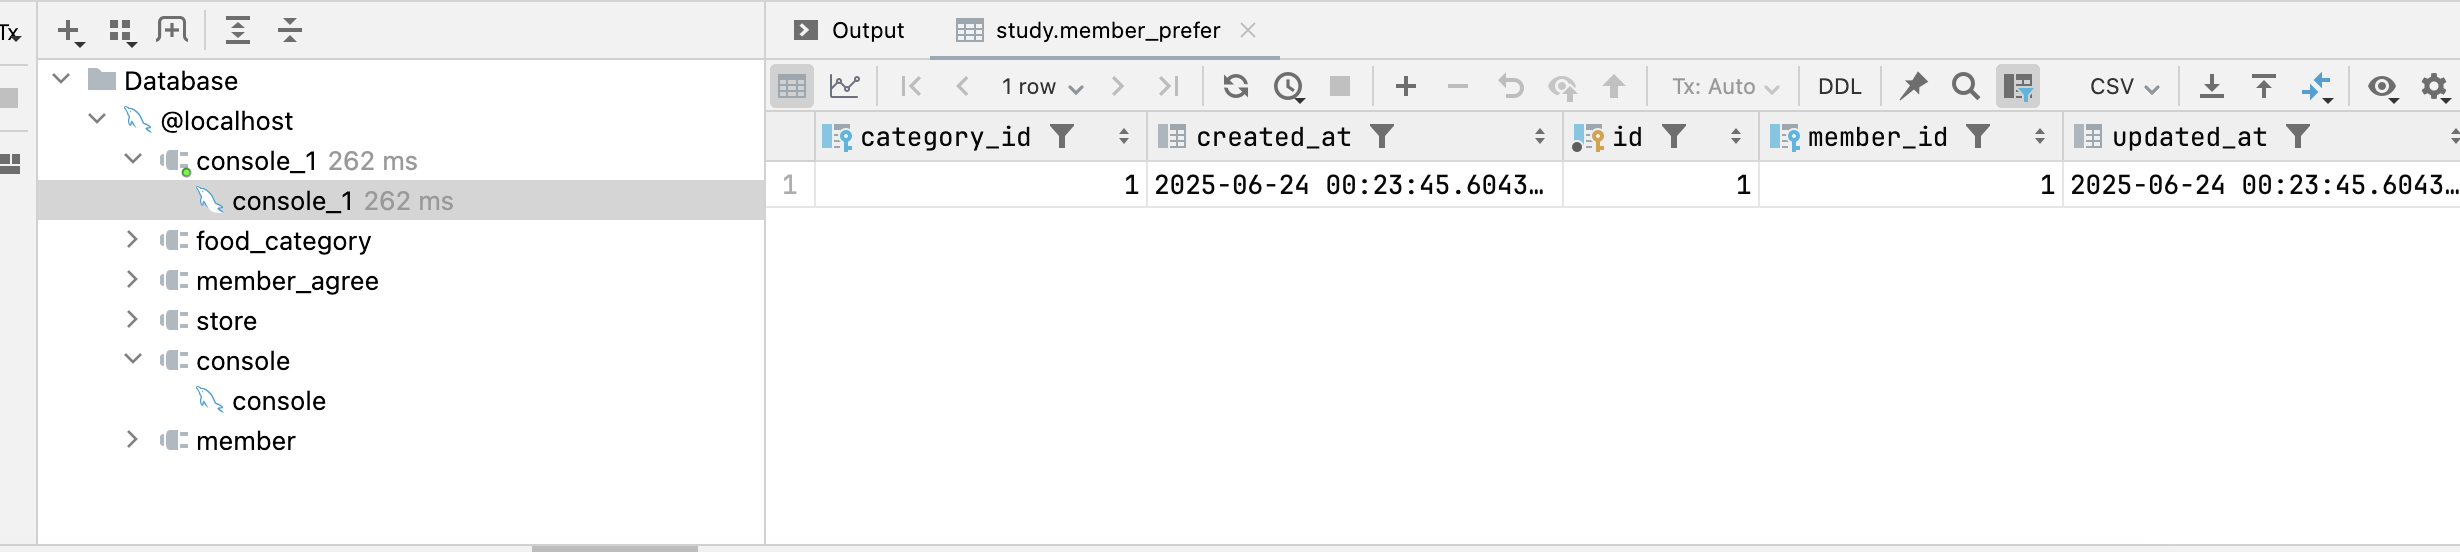 Tx
Database
@localhost
console_1 262 ms
console_1 262 ms
food_category
member_agree
store
console
console
member
Output
study.member_prefer
1 row
Tx: Auto
DDL
CSV
category_id created_at id member_id updated_at
1 1 2025-06-24 00:23:45.6043… 1 1 2025-06-24 00:23:45.6043…